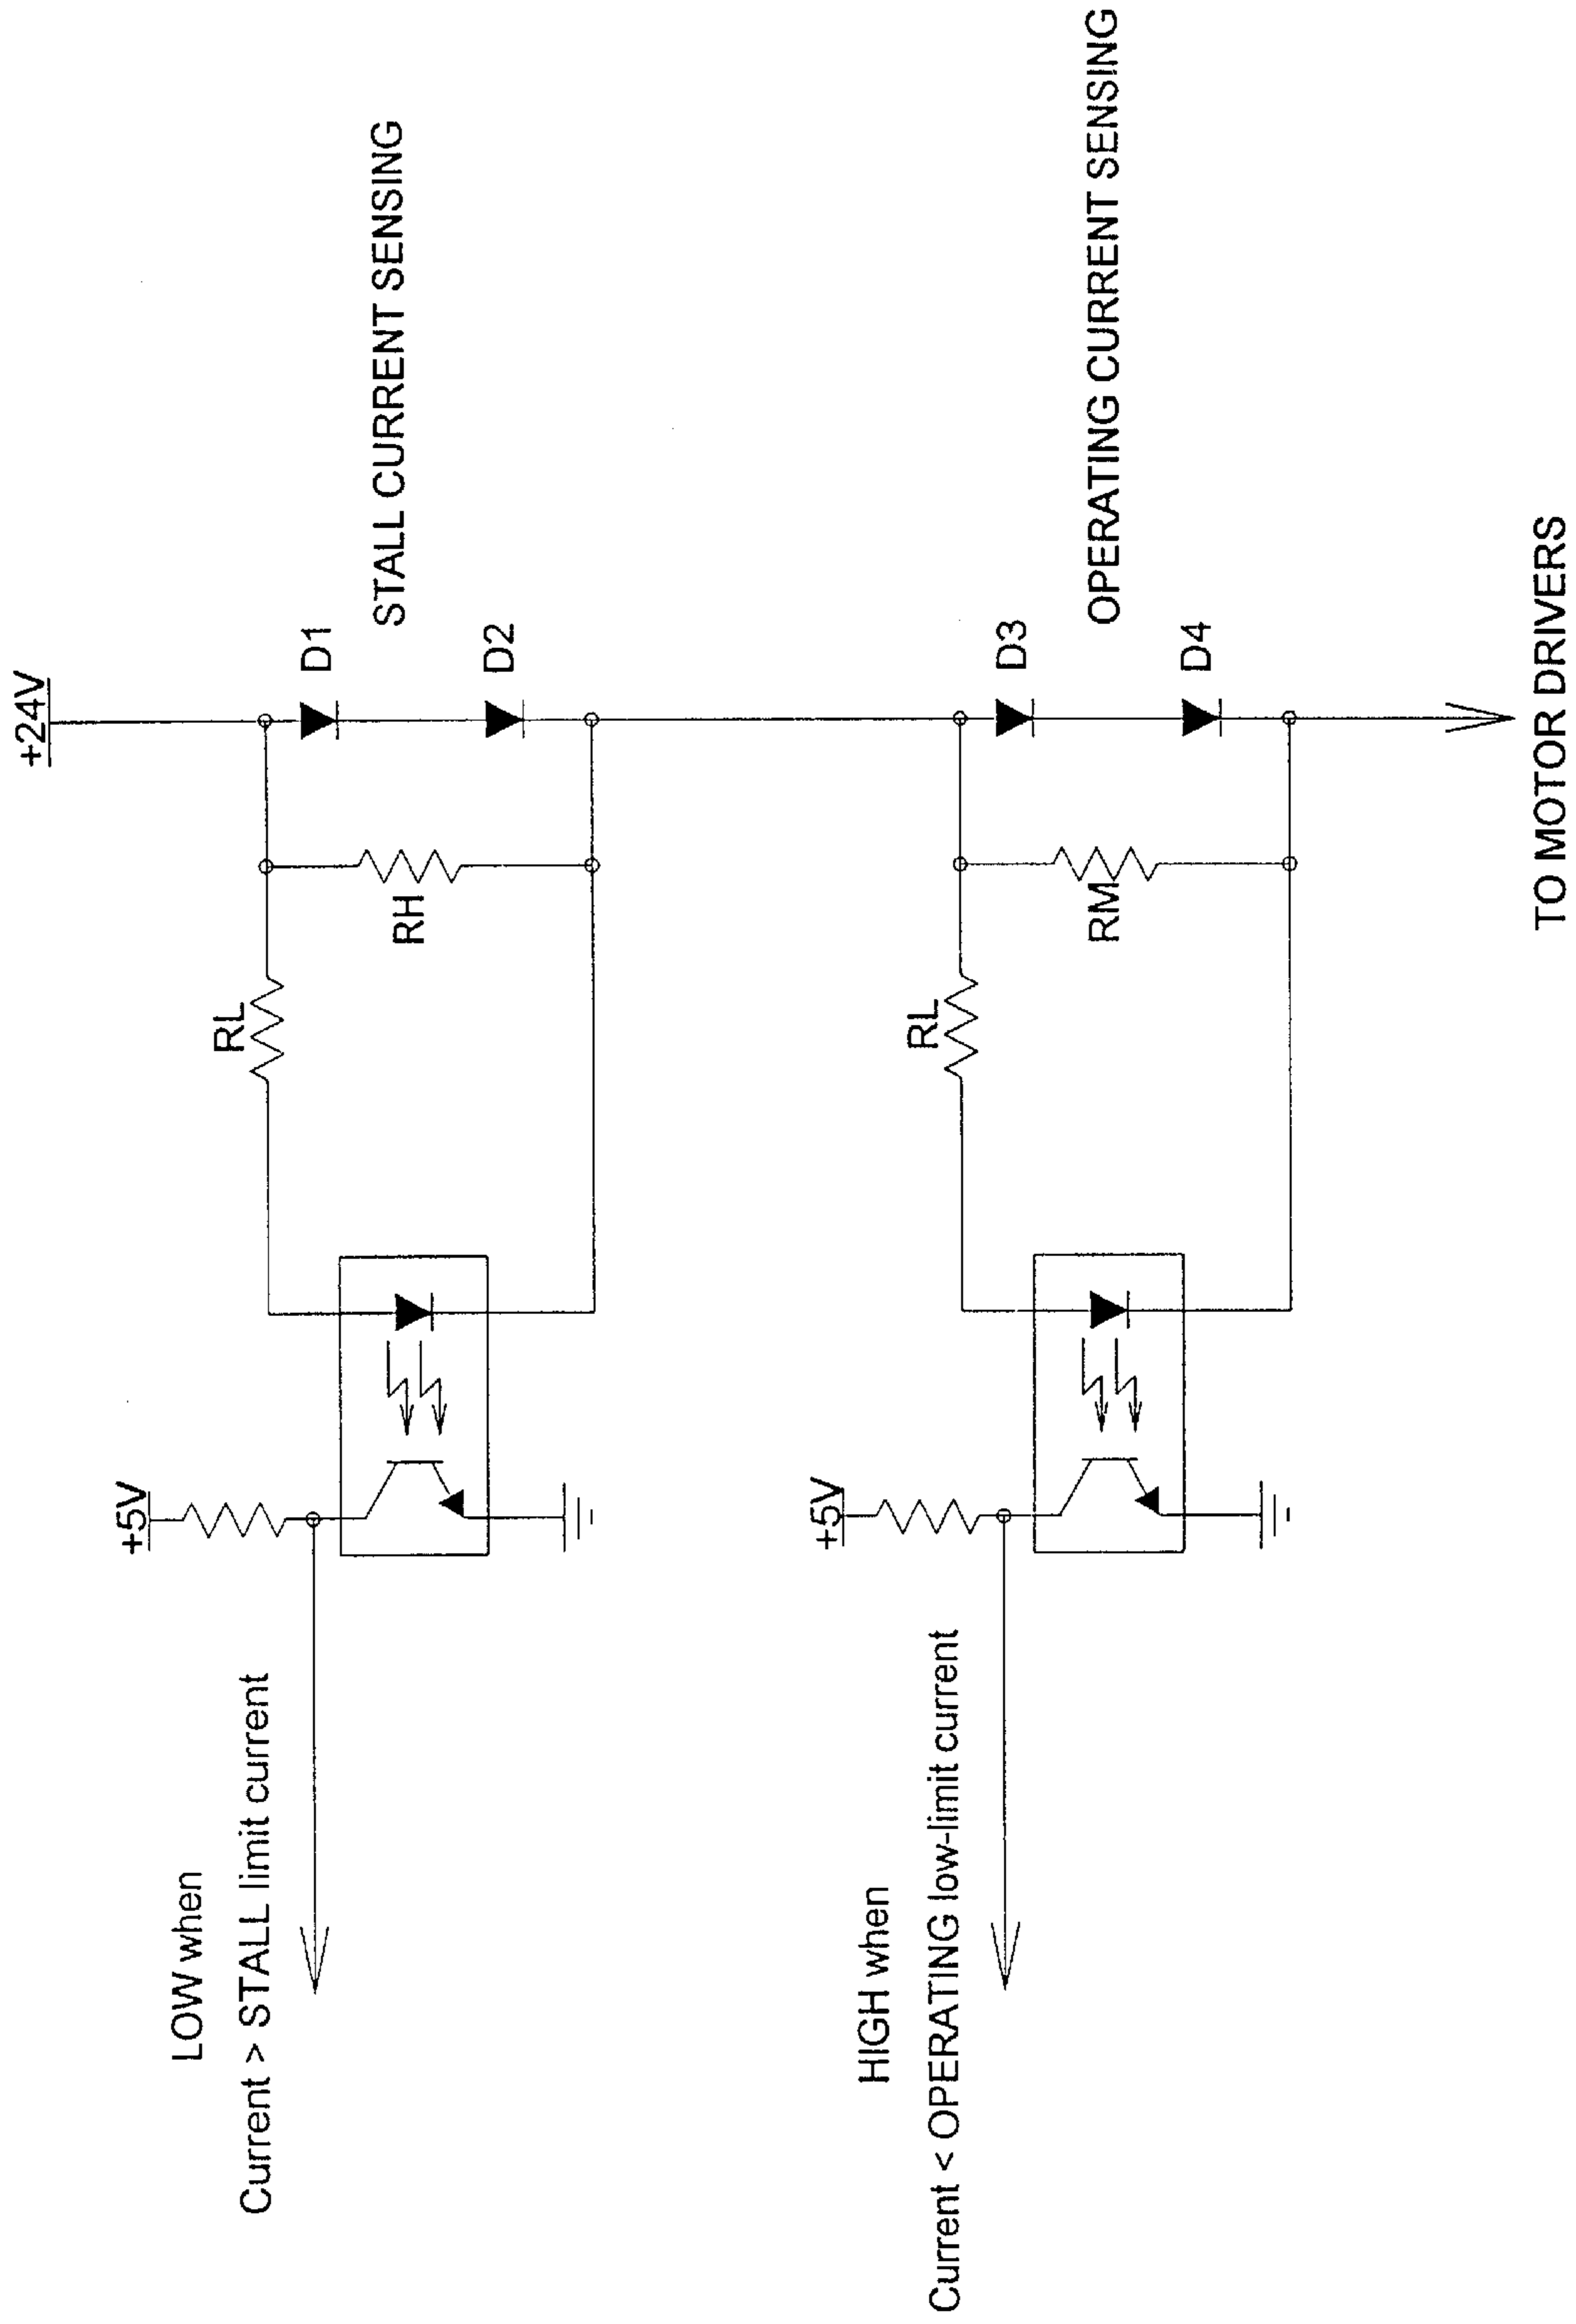 +24V
STALL CURRENT SENSING
D1
D2
RH
RL
+5V
LOW when
Current > STALL limit current
OPERATING CURRENT SENSING
D3
D4
RM
RL
+5V
HIGH when
Current < OPERATING low-limit current
TO MOTOR DRIVERS